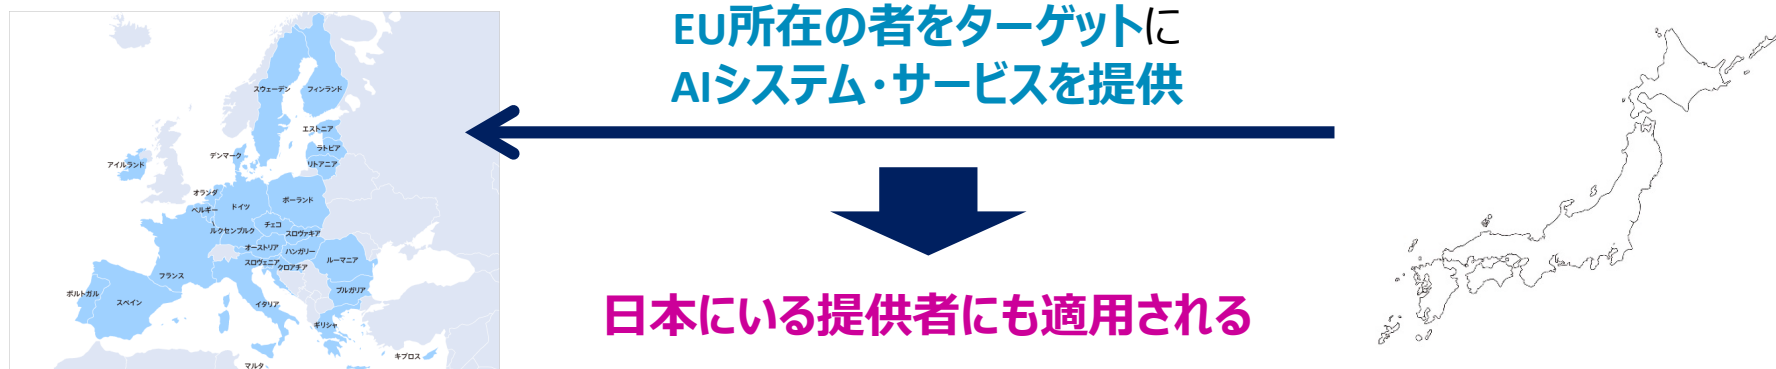 EU所在の者をターゲットに
AIシステム・サービスを提供
日本にいる提供者にも適用される
スウェーデン
フィンランド
エストニア
ラトビア
リトアニア
デンマーク
アイルランド
オランダ
ベルギー
ドイツ
ポーランド
ルクセンブルク
チェコ
スロヴァキア
オーストリア
ハンガリー
スロヴェニア
クロアチア
ルーマニア
フランス
ブルガリア
ポルトガル
スペイン
イタリア
ギリシャ
キプロス
マルタ